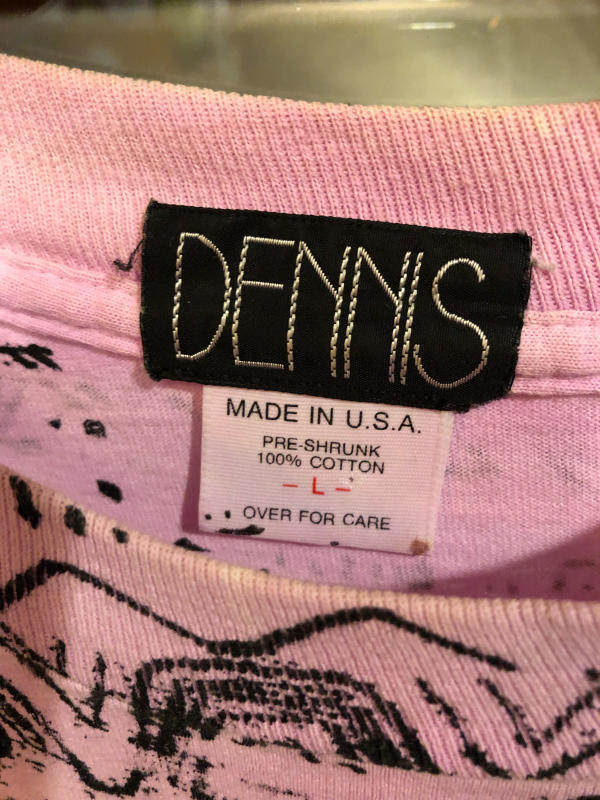 DENNIS
MADE IN U.S.A.
PRE-SHRUNK
100% COTTON
– L –
OVER FOR CARE